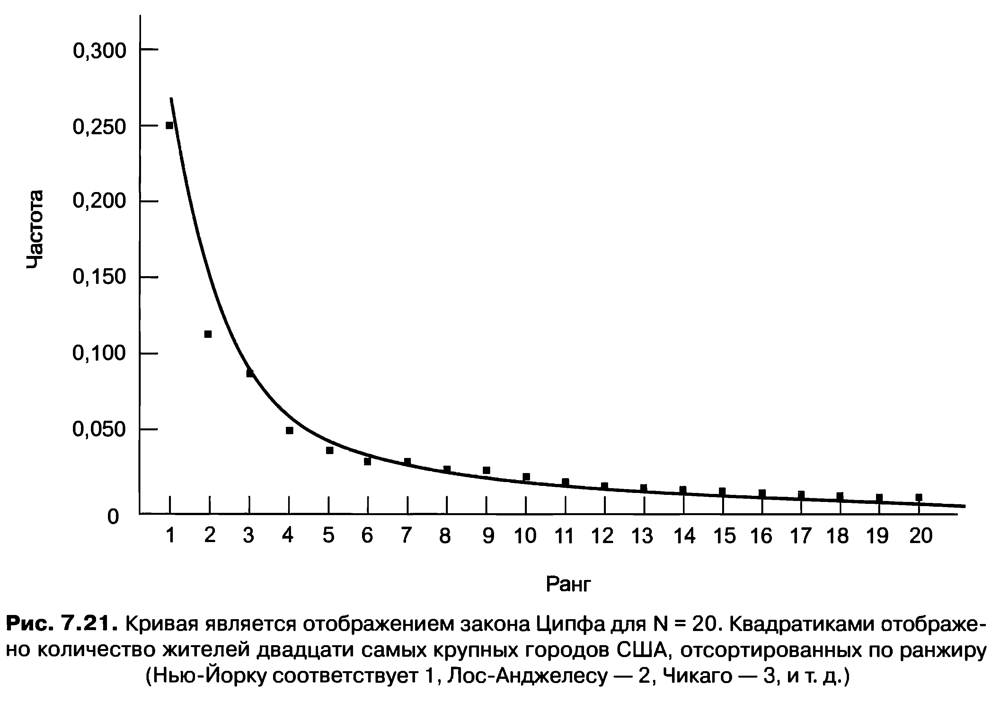 0,300
0,250
0,200
0,150
0,100
0,050
0
Частота
1 2 3 4 5 6 7 8 9 10 11 12 13 14 15 16 17 18 19 20
Ранг
Рис. 7.21. Кривая является отображением закона Ципфа для N = 20. Квадратиками отображе-
но количество жителей двадцати самых крупных городов США, отсортированных по ранжиру
(Нью-Йорку соответствует 1, Лос-Анджелесу — 2, Чикаго — 3, и т. д.)